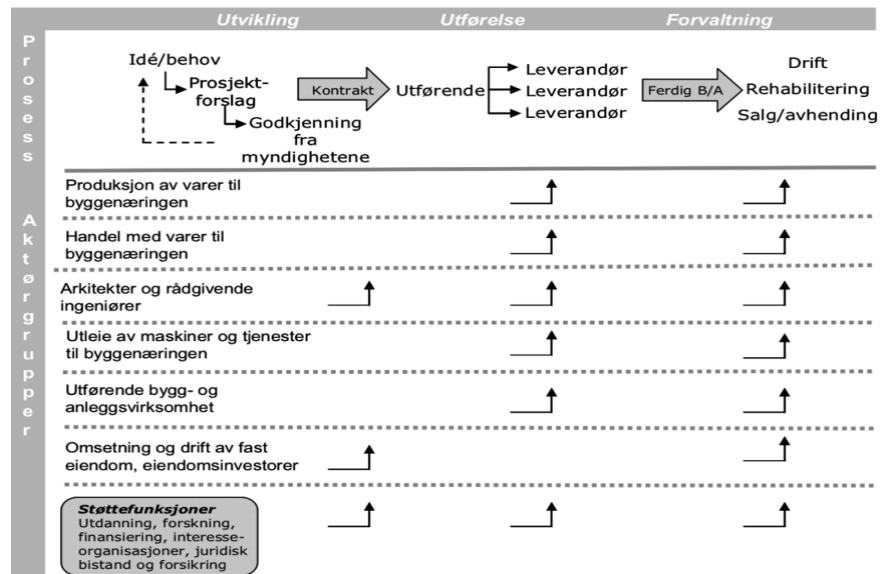 Utvikling
Utførelse
Forvaltning
Prosess
Idé/behov
Prosjekt-
forslag
Godkjenning
fra
myndighetene
Kontrakt
Utførende
Leverandør
Leverandør
Leverandør
Ferdig B/A
Drift
Rehabilitering
Salg/avhending
Aktørgrupper
Produksjon av varer til
byggenæringen
Handel med varer til
byggenæringen
Arkitekter og rådgivende
ingeniører
Utleie av maskiner og tjenester
til byggenæringen
Utførende bygg- og
anleggsvirksomhet
Omsetning og drift av fast
eiendom, eiendomsinvestorer
Støttefunksjoner
Utdanning, forskning,
finansiering, interesse-
organisasjoner, juridisk
bistand og forsikring